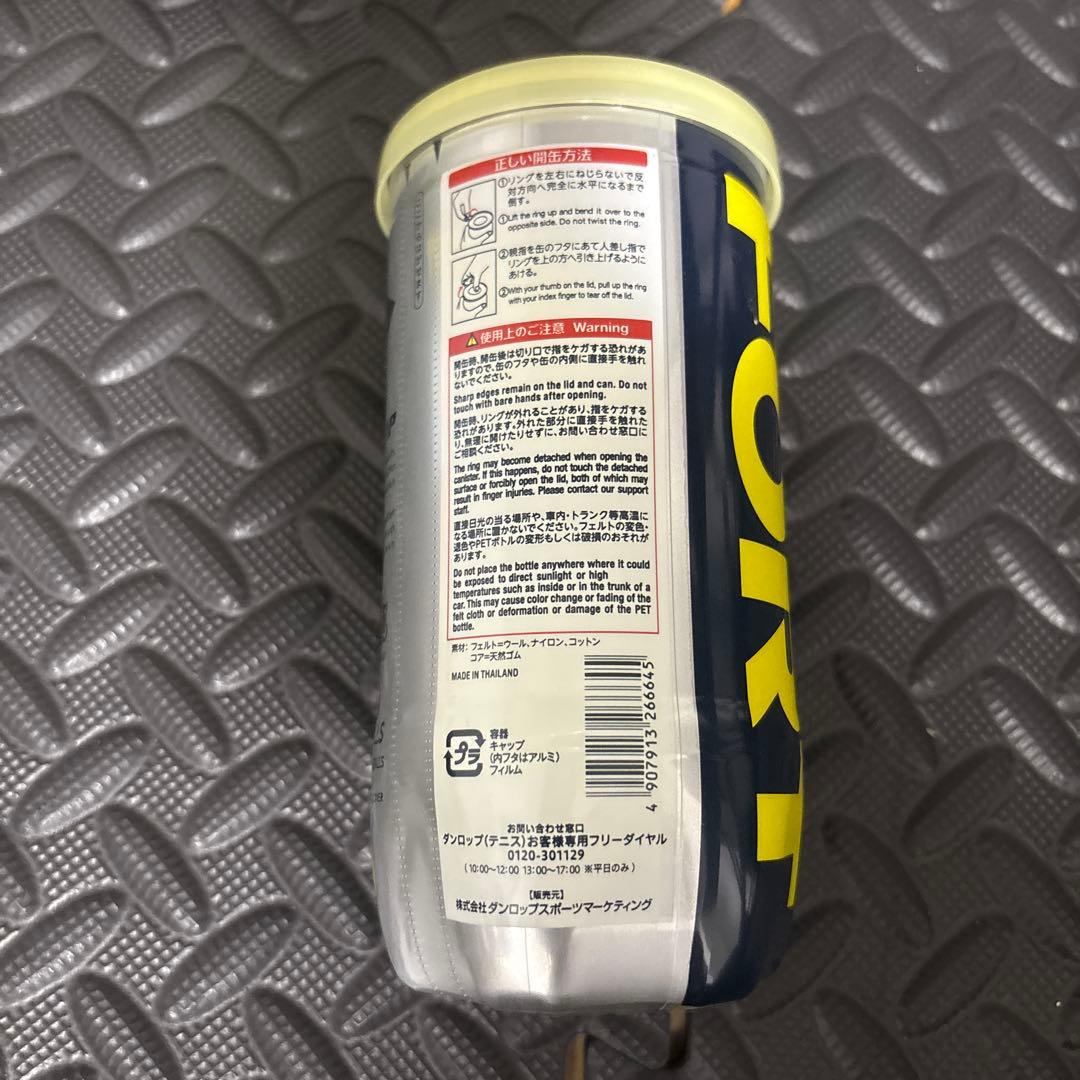 正しい開缶方法
①リングを左右にねじらないで反
対方向へ完全に水平になるまで
倒す。
①Lift the ring up and bend it over to the
opposite side. Do not twist the ring.
②親指を缶のフタにあて人差し指で
リングを上の方へ引き上げるように
あける。
②With your thumb on the lid, pull up the ring
with your index finger to tear off the lid.
使用上のご注意 Warning
開缶時、開缶後は切り口で指をケガする恐れがあ
りますので、缶のフタや缶の内側に直接手を触れ
ないでください。
Sharp edges remain on the lid and can. Do not
touch with bare hands after opening.
開缶時、リングが外れることがあり、指をケガする
恐れがあります。外れた部分に直接手を触れた
り、無理に開けたりせずに、お問い合わせ窓口に
ご相談ください。
The ring may become detached when opening the
canister. If this happens, do not touch the detached
surface or forcibly open the lid, both of which may
result in finger injuries. Please contact our support
staff.
直接日光の当る場所や、車内・トランク等高温に
なる場所に置かないでください。フェルトの変色・
退色やPETボトルの変形もしくは破損のおそれが
あります。
Do not place the bottle anywhere where it could
be exposed to direct sunlight or high
temperatures such as inside or in the trunk of a
car. This may cause color change or fading of the
felt cloth or deformation or damage of the PET
bottle.
素材：フェルト=ウール、ナイロン、コットン
コア=天然ゴム
MADE IN THAILAND
プラ
容器
キャップ
(内フタはアルミ)
フィルム
4 907913 266645
お問い合わせ窓口
ダンロップ(テニス)お客様専用フリーダイヤル
0120-301129
(10:00〜12:00 13:00〜17:00 ※平日のみ)
【販売元】
株式会社ダンロップスポーツマーケティング
FORT